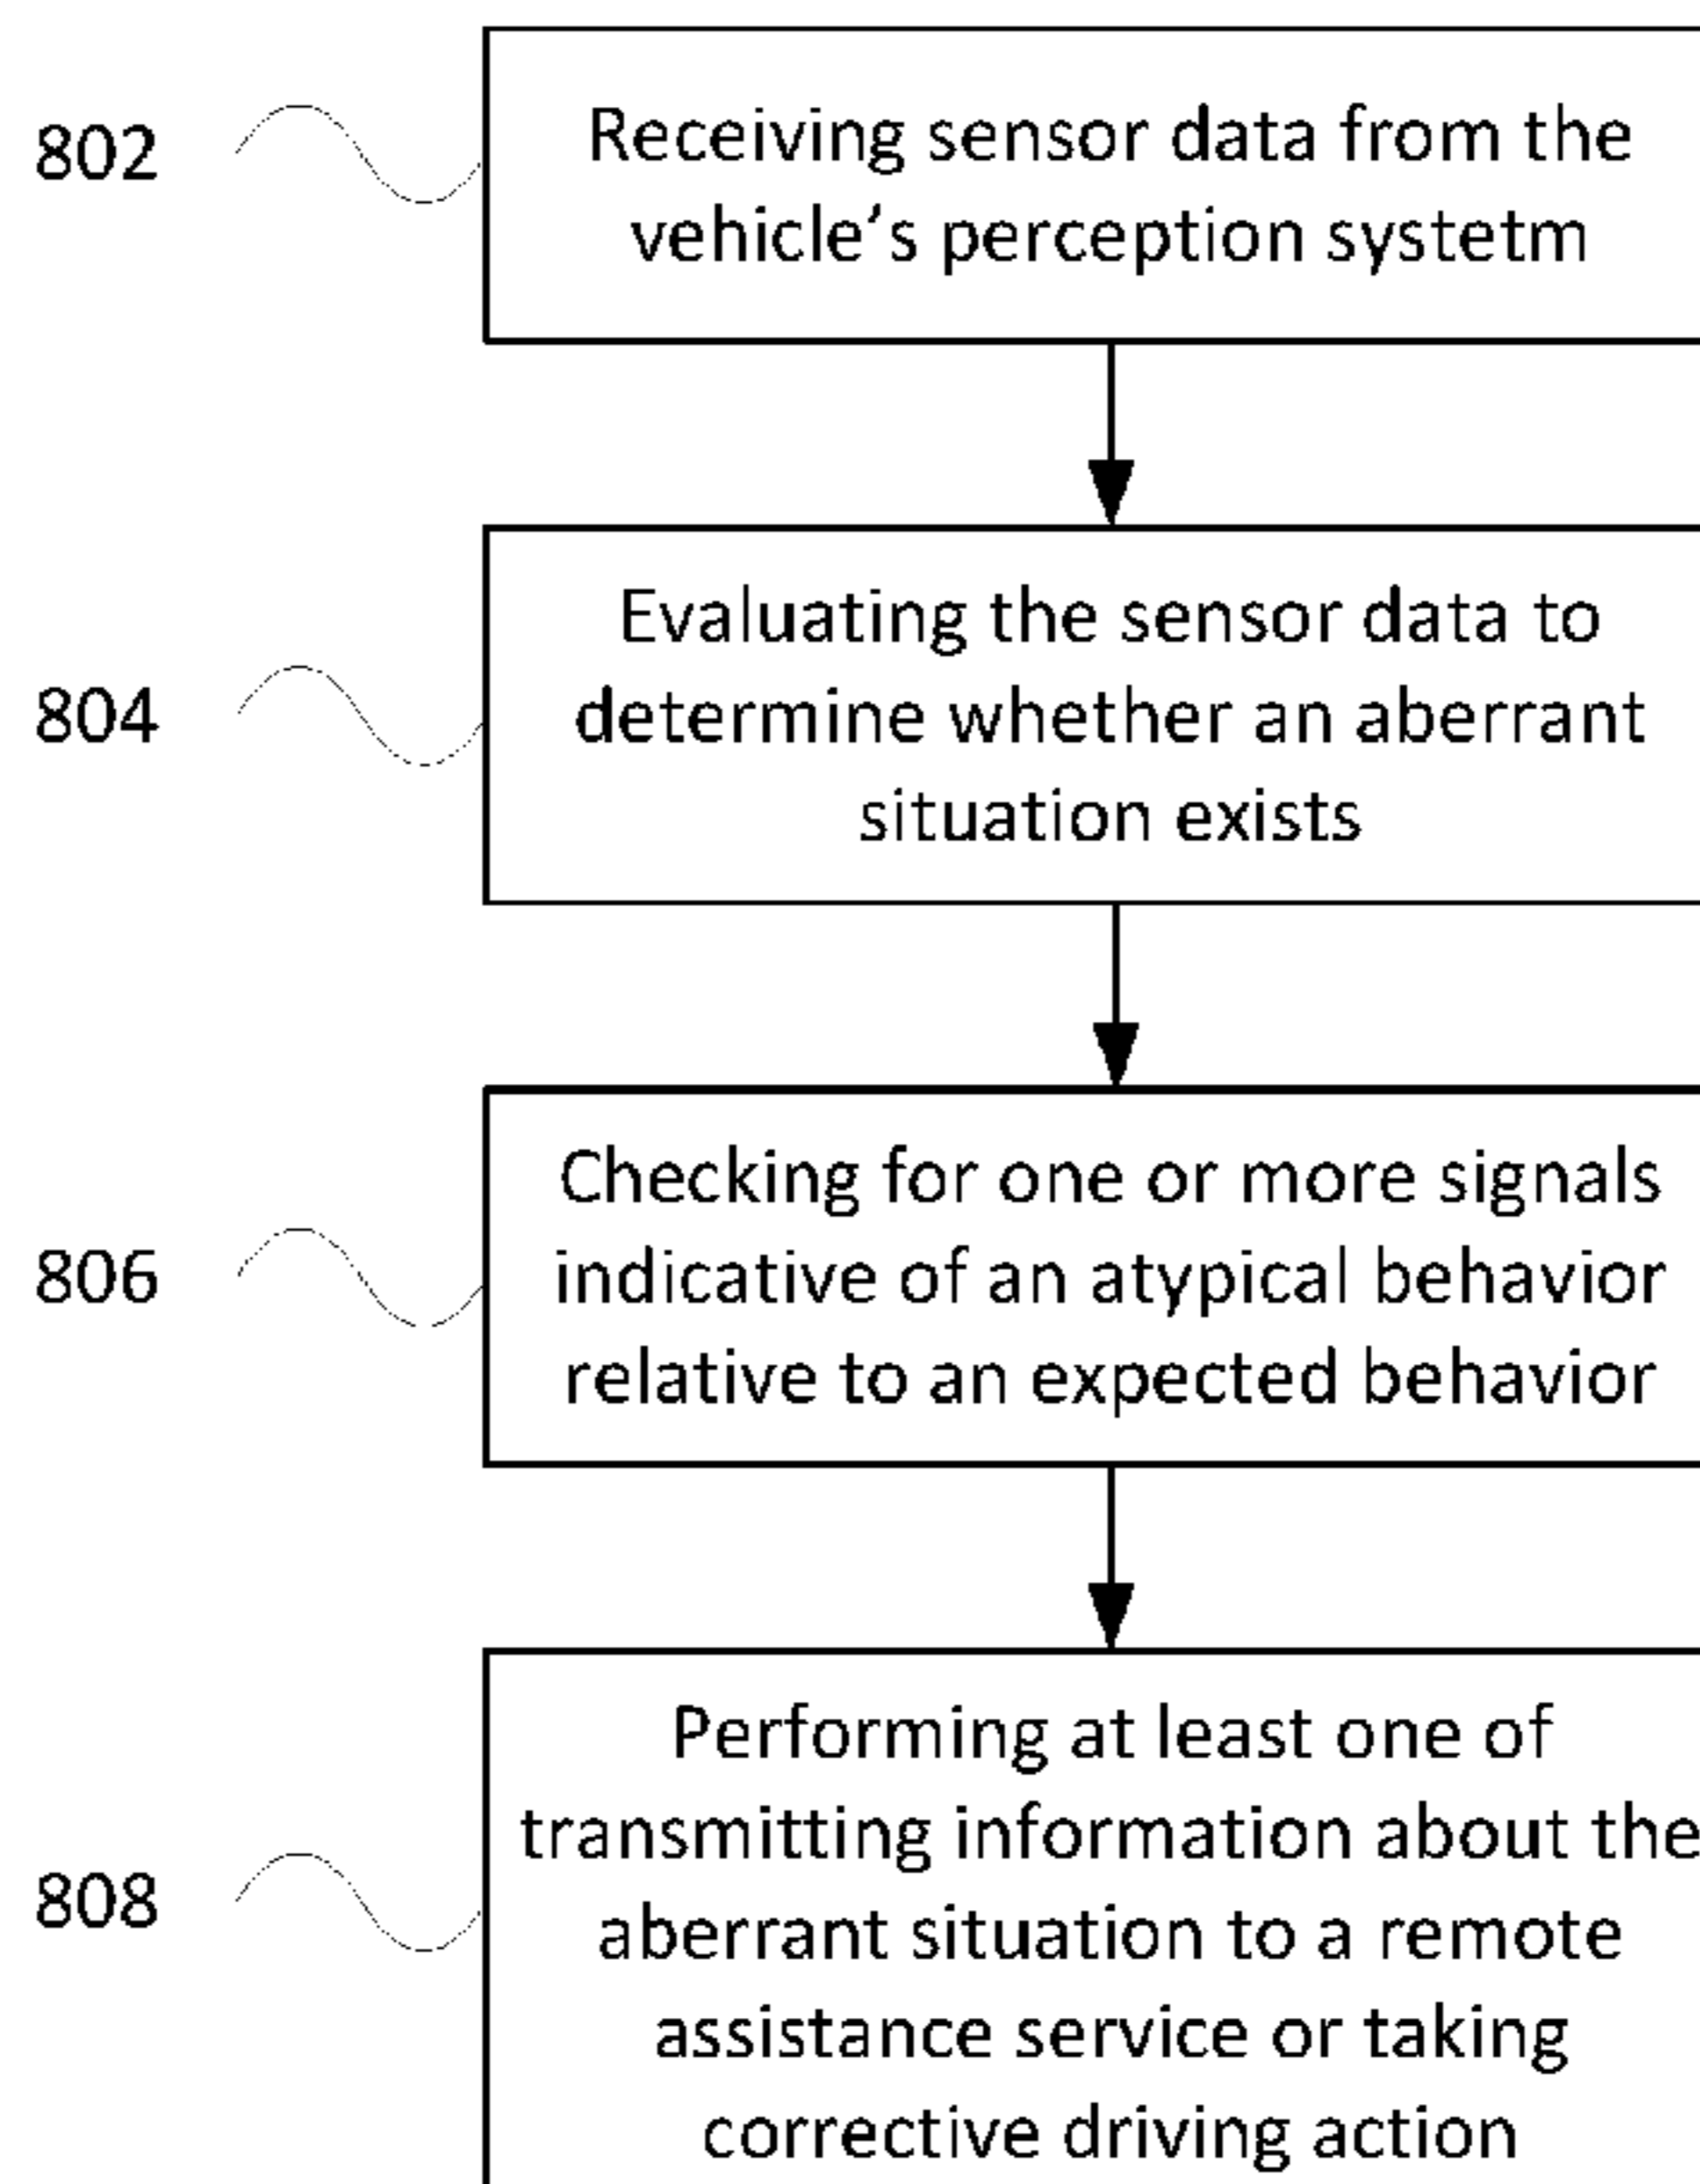 802
Receiving sensor data from the
vehicle’s perception systetm
804
Evaluating the sensor data to
determine whether an aberrant
situation exists
806
Checking for one or more signals
indicative of an atypical behavior
relative to an expected behavior
808
Performing at least one of
transmitting information about the
aberrant situation to a remote
assistance service or taking
corrective driving action